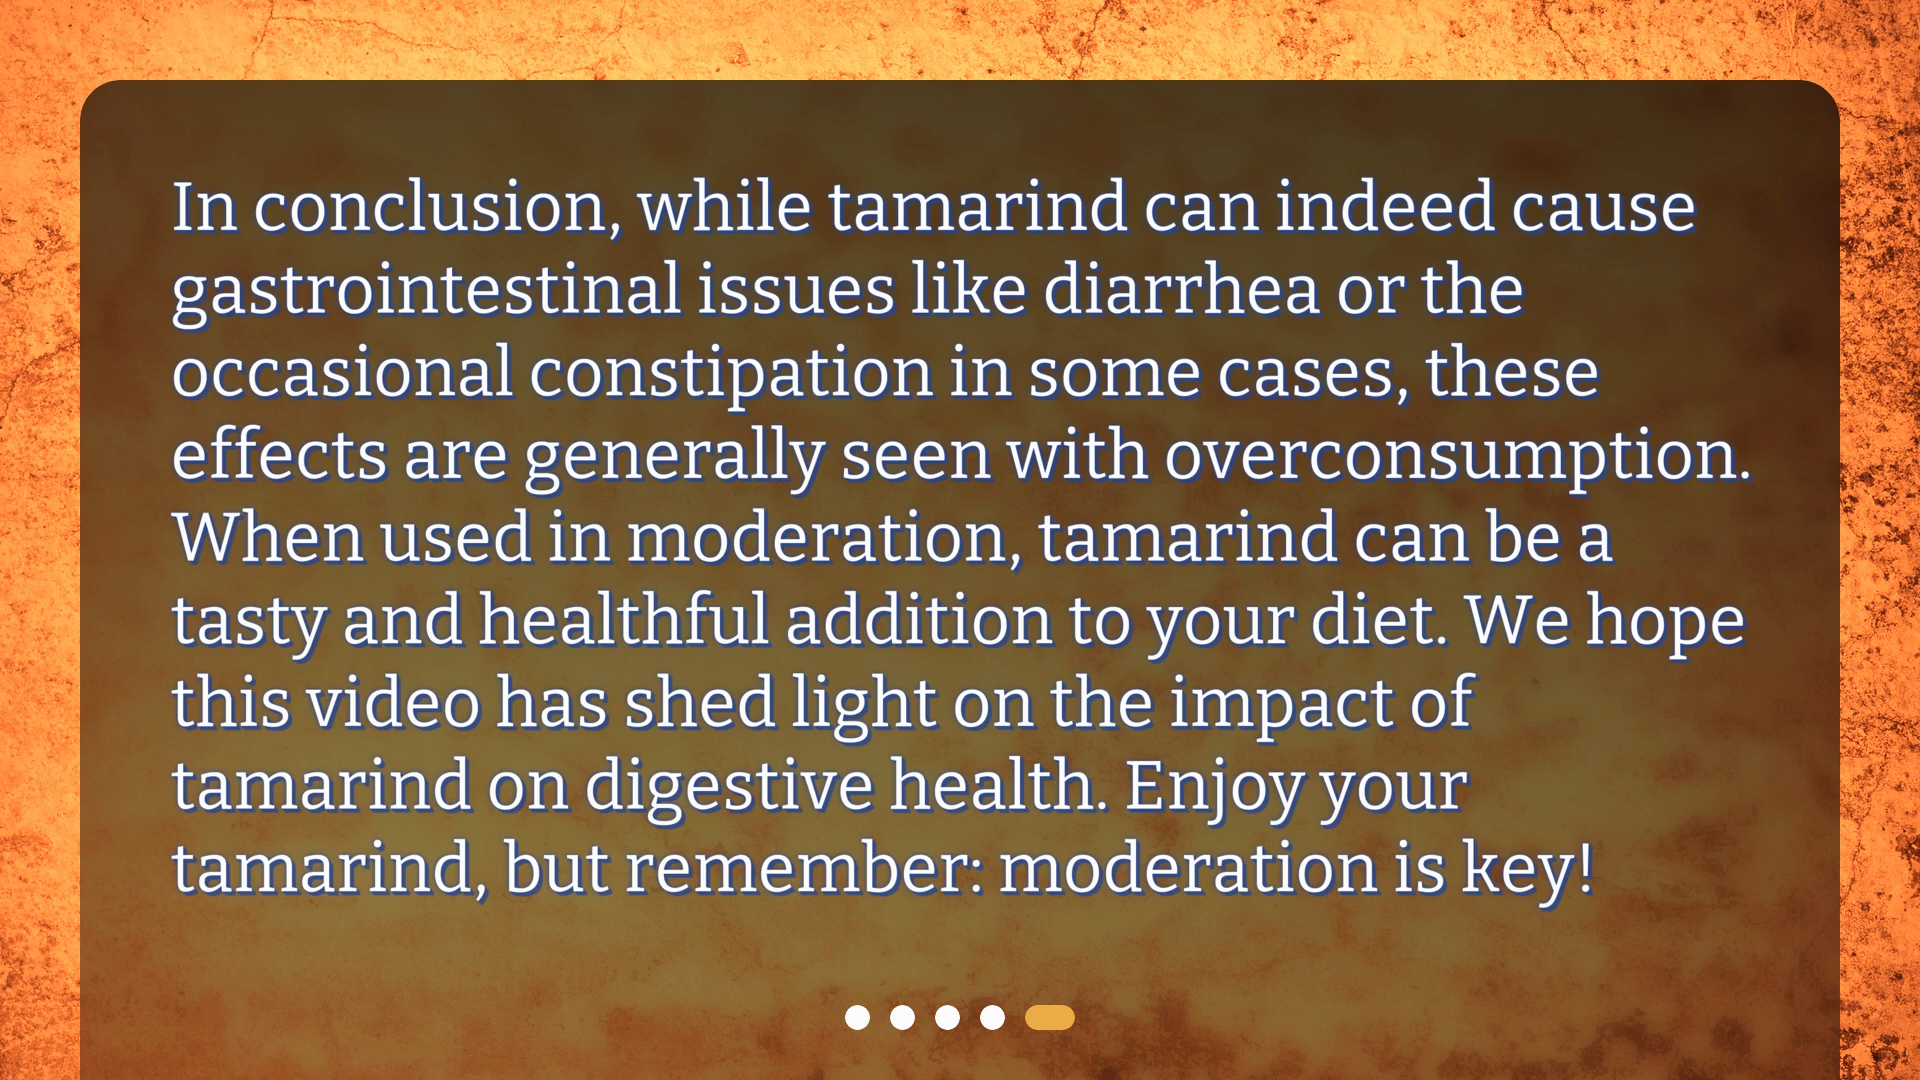 In conclusion, while tamarind can indeed cause
gastrointestinal issues like diarrhea or the
occasional constipation in some cases, these
effects are generally seen with overconsumption.
When used in moderation, tamarind can be a
tasty and healthful addition to your diet. We hope
this video has shed light on the impact of
tamarind on digestive health. Enjoy your
tamarind, but remember: moderation is key!